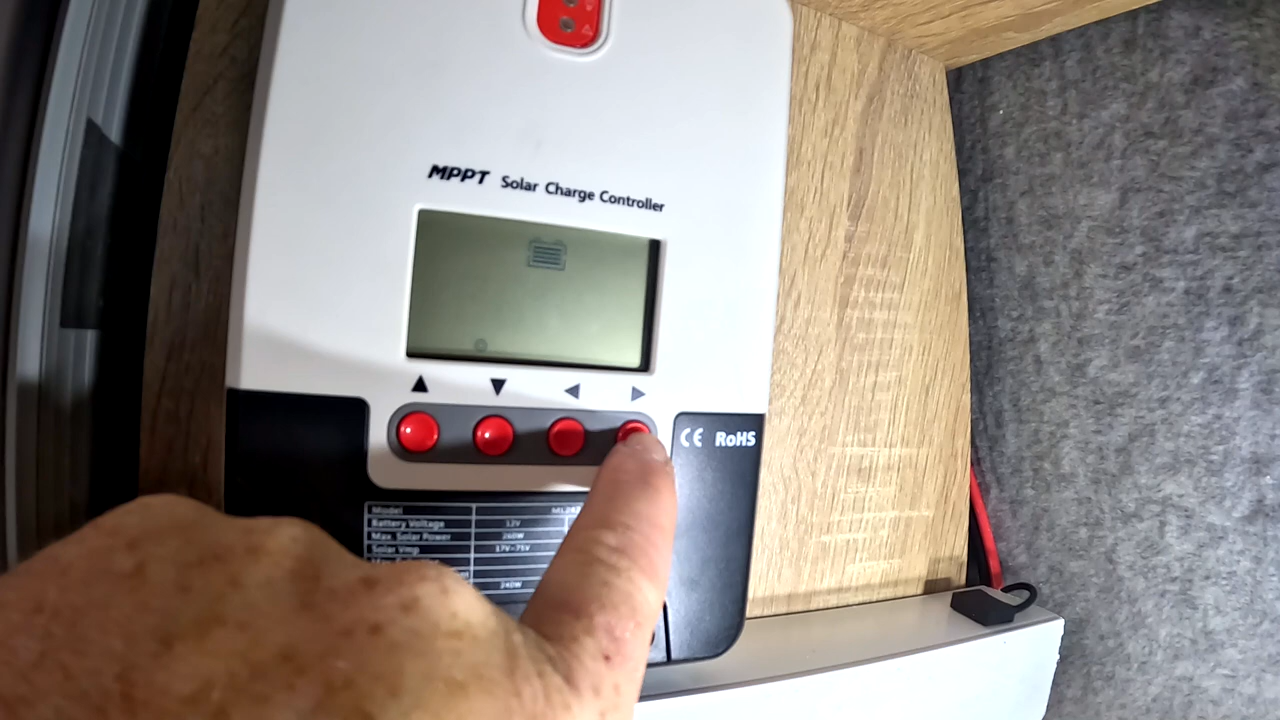 MPPT Solar Charge Controller
CE RoHS
Model
Battery Voltage 12V
Max. Solar Power 260W
Solar Vmp 17V~75V
240W